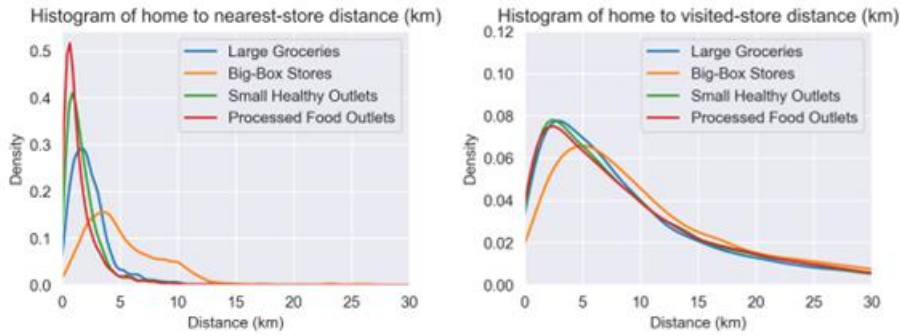 Histogram of home to nearest-store distance (km)
0.5
0.4
0.3
0.2
0.1
0.0
Density
Large Groceries
Big-Box Stores
Small Healthy Outlets
Processed Food Outlets
0 5 10 15 20 25 30
Distance (km)
Histogram of home to visited-store distance (km)
0.12
0.10
0.08
0.06
0.04
0.02
0.00
Density
Large Groceries
Big-Box Stores
Small Healthy Outlets
Processed Food Outlets
0 5 10 15 20 25 30
Distance (km)